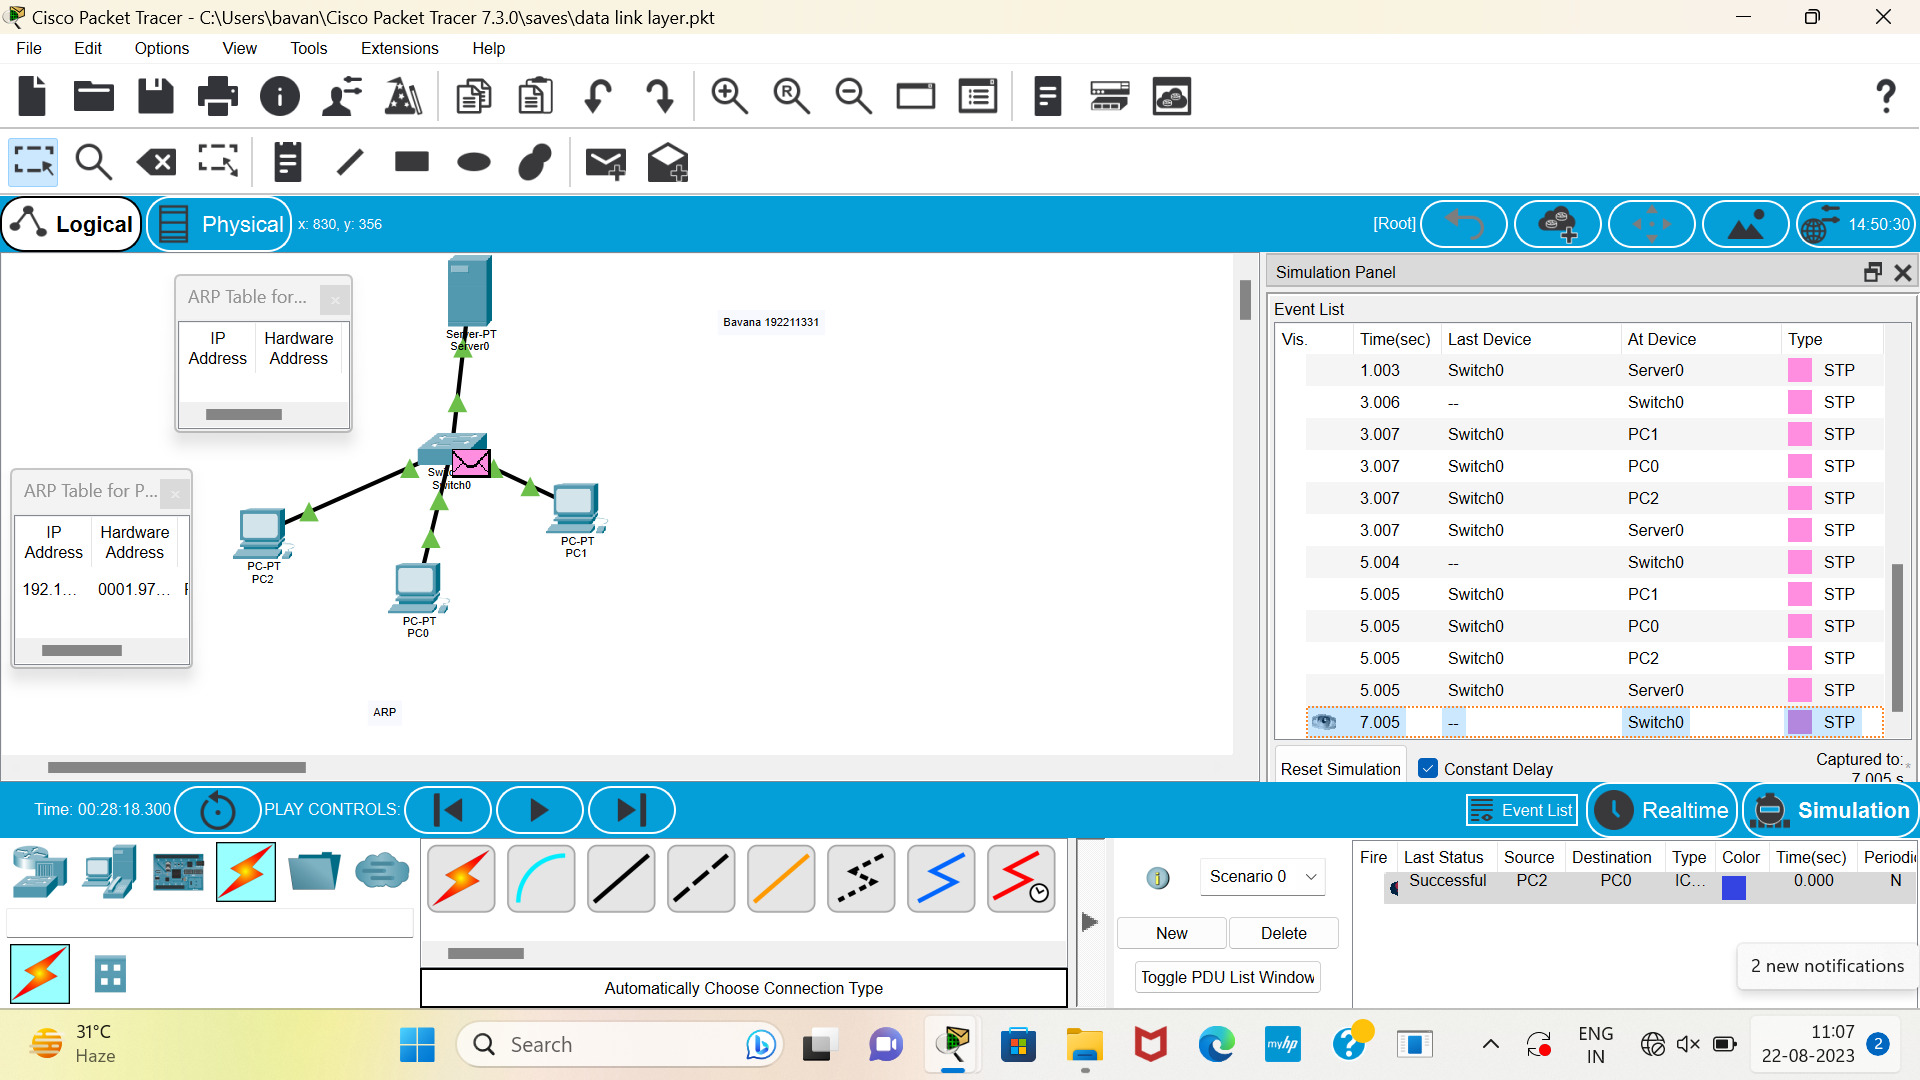 Cisco Packet Tracer - C:\Users\bavan\Cisco Packet Tracer 7.3.0\saves\data link layer.pkt
File Edit Options View Tools Extensions Help
Logical Physical x: 830, y: 356 [Root] 14:50:30
ARP Table for...
IP Address Hardware Address
Server-PT
Server0
Bavana 192211331
Switch0
ARP Table for P...
IP Address Hardware Address
192.1... 0001.97...
PC-PT
PC2
PC-PT
PC0
PC-PT
PC1
ARP
Simulation Panel
Event List
Vis. Time(sec) Last Device At Device Type
1.003 Switch0 Server0 STP
3.006 -- Switch0 STP
3.007 Switch0 PC1 STP
3.007 Switch0 PC0 STP
3.007 Switch0 PC2 STP
3.007 Switch0 Server0 STP
5.004 -- Switch0 STP
5.005 Switch0 PC1 STP
5.005 Switch0 PC0 STP
5.005 Switch0 PC2 STP
5.005 Switch0 Server0 STP
7.005 -- Switch0 STP
Reset Simulation Constant Delay Captured to:
7.005 s
Time: 00:28:18.300 PLAY CONTROLS: Event List Realtime Simulation
Automatically Choose Connection Type
Scenario 0
New Delete
Toggle PDU List Window
Fire Last Status Source Destination Type Color Time(sec) Periodic
Successful PC2 PC0 IC... 0.000 N
2 new notifications
31°C
Haze
Search
myhp
ENG
IN
11:07
22-08-2023
2